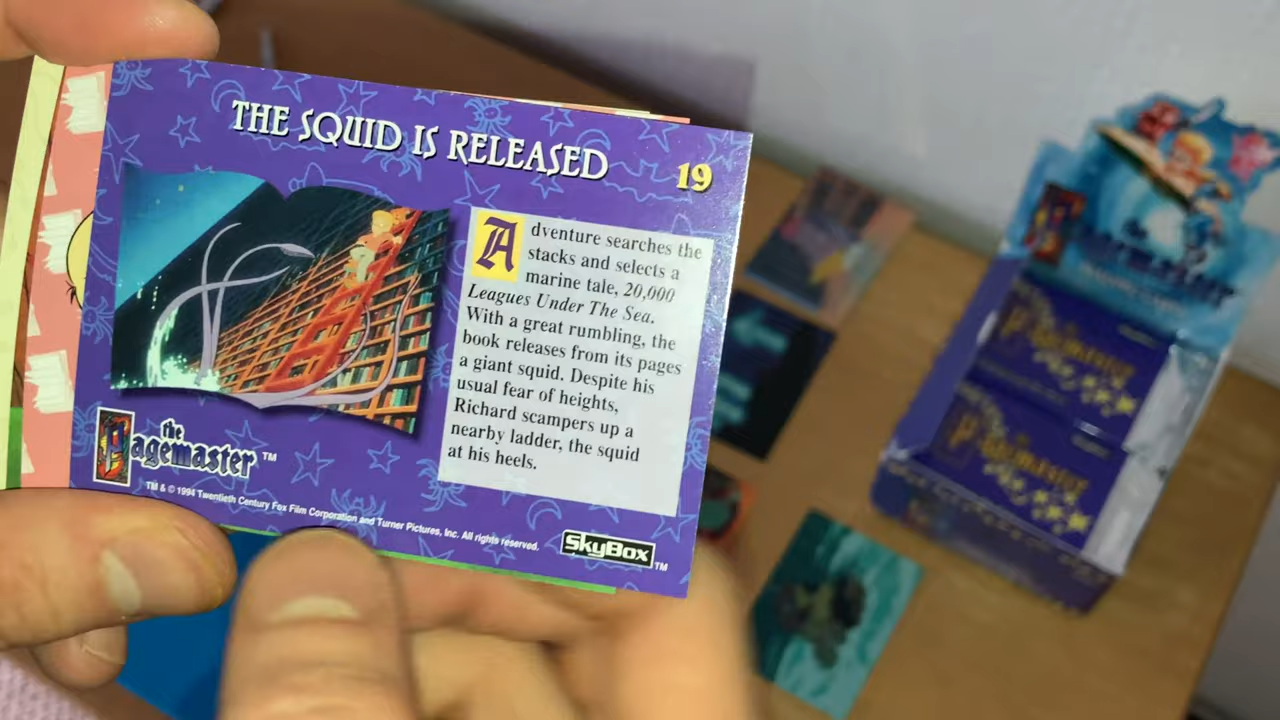 THE SQUID IS RELEASED
19
Adventure searches the
stacks and selects a
marine tale, 20,000
Leagues Under The Sea.
With a great rumbling, the
book releases from its pages
a giant squid. Despite his
usual fear of heights,
Richard scampers up a
nearby ladder, the squid
at his heels.
the
Pagemaster™
TM & © 1994 Twentieth Century Fox Film Corporation and Turner Pictures, Inc. All rights reserved.
SkyBox™
Pagemaster
Pagemaster